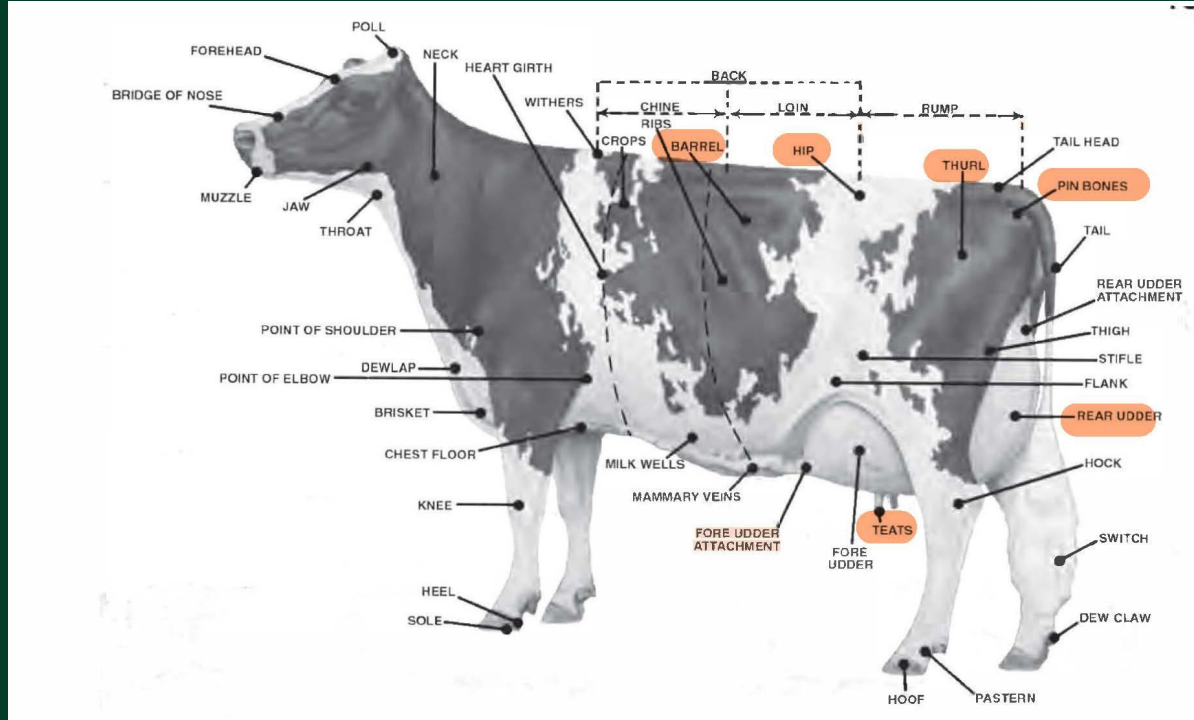 POLL
FOREHEAD
NECK
HEART GIRTH
BRIDGE OF NOSE
BACK
WITHERS
CHINE
LOIN
RUMP
RIBS
CROPS
BARREL
HIP
THURL
TAIL HEAD
PIN BONES
MUZZLE
JAW
THROAT
TAIL
REAR UDDER
ATTACHMENT
POINT OF SHOULDER
THIGH
STIFLE
DEWLAP
POINT OF ELBOW
FLANK
BRISKET
REAR UDDER
CHEST FLOOR
MILK WELLS
HOCK
MAMMARY VEINS
KNEE
FORE UDDER
ATTACHMENT
TEATS
FORE
UDDER
SWITCH
HEEL
SOLE
DEW CLAW
HOOF
PASTERN